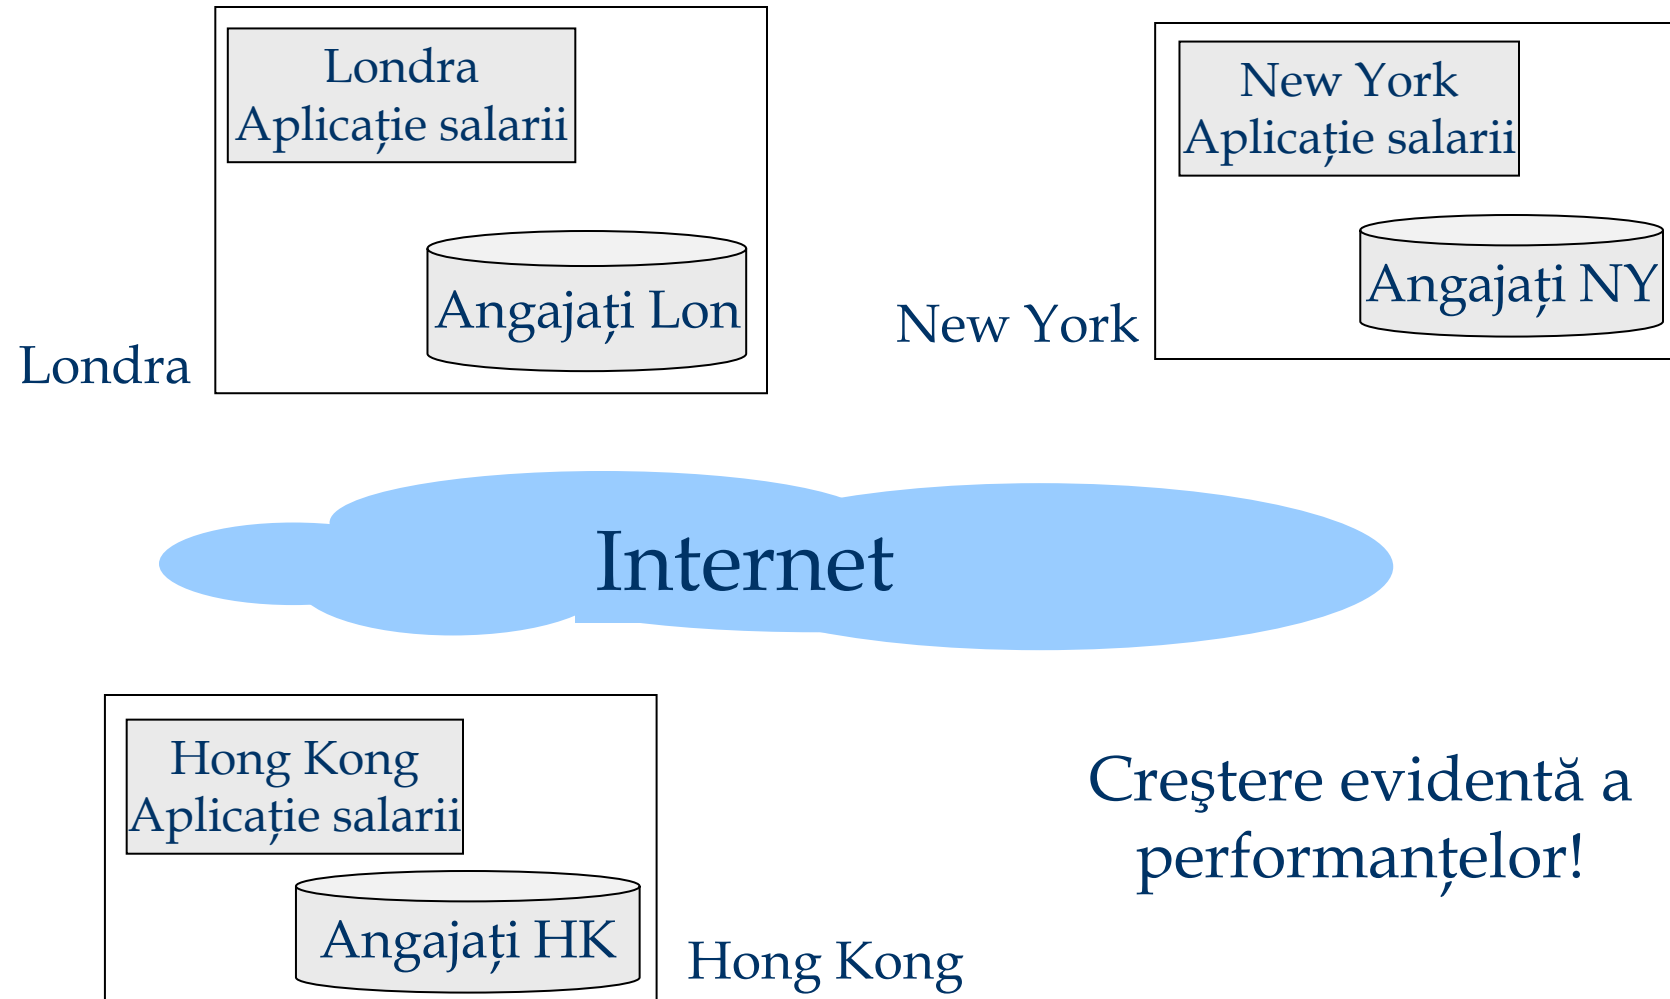 Londra
Aplicație salarii
Angajați Lon
Londra
New York
Aplicație salarii
Angajați NY
New York
Internet
Hong Kong
Aplicație salarii
Angajați HK
Hong Kong
Creştere evidentă a
performanțelor!